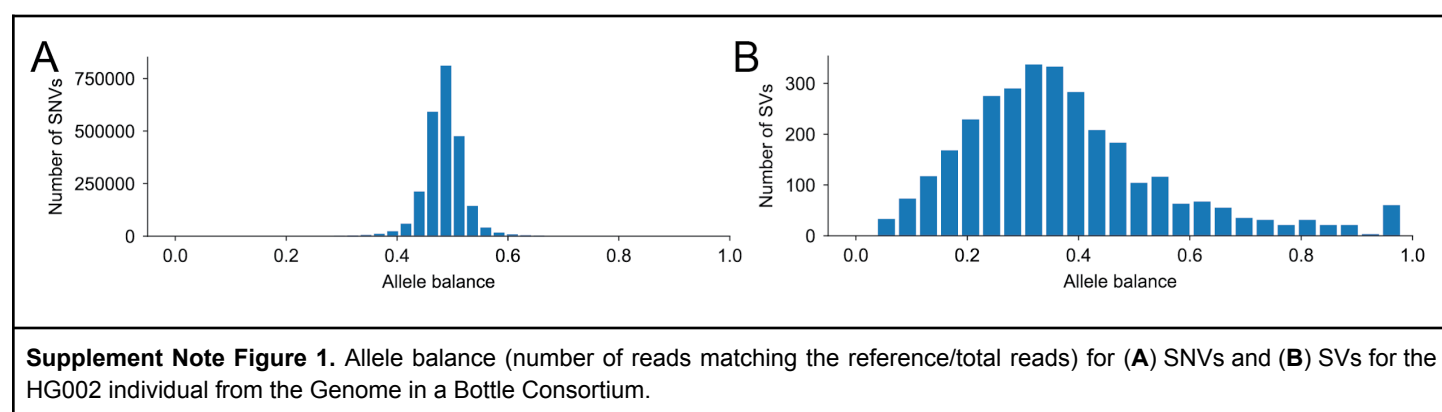 A
Number of SNVs
750000
500000
250000
0
0.0 0.2 0.4 0.6 0.8 1.0
Allele balance
B
Number of SVs
300
200
100
0
0.0 0.2 0.4 0.6 0.8 1.0
Allele balance
Supplement Note Figure 1. Allele balance (number of reads matching the reference/total reads) for (A) SNVs and (B) SVs for the
HG002 individual from the Genome in a Bottle Consortium.